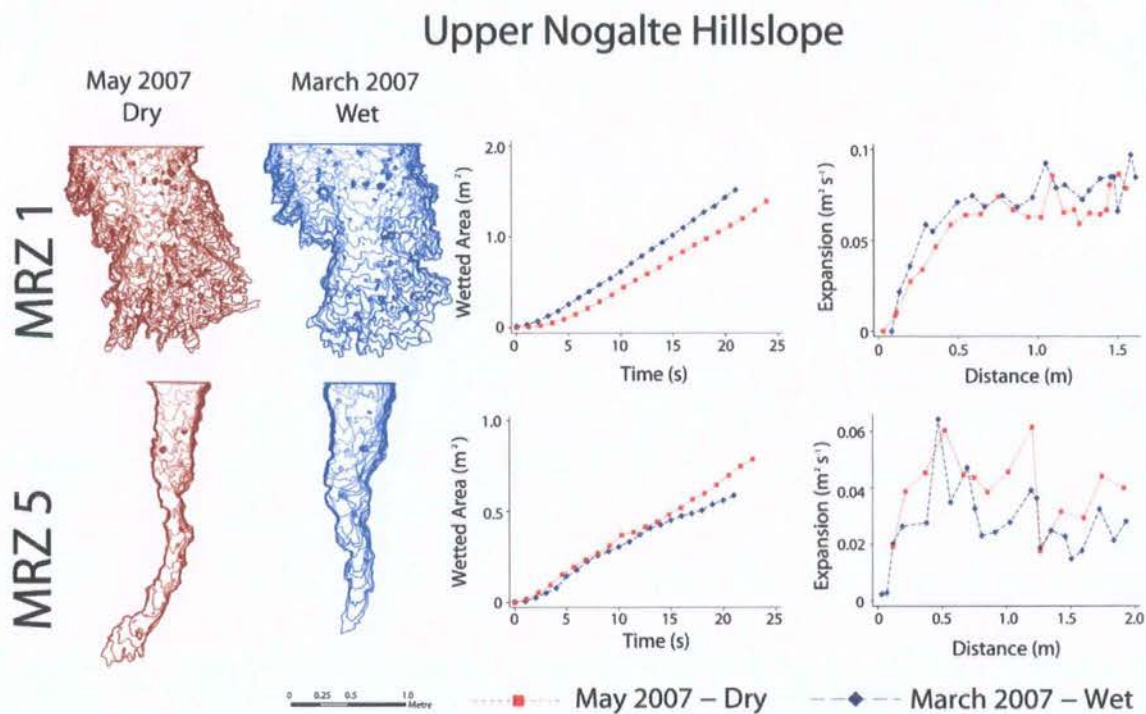 Upper Nogalte Hillslope
May 2007
Dry
March 2007
Wet
MRZ 1
2.0
1.0
0
Wetted Area (m²)
0 5 10 15 20 25
Time (s)
0.1
0.05
0
Expansion (m² s⁻¹)
0 0.5 1.0 1.5
Distance (m)
MRZ 5
1.0
0.5
0
Wetted Area (m²)
0 5 10 15 20 25
Time (s)
0.06
0.04
0.02
0
Expansion (m² s⁻¹)
0 0.5 1.0 1.5 2.0
Distance (m)
0 0.25 0.5 1.0
Metre
May 2007 – Dry
March 2007 – Wet